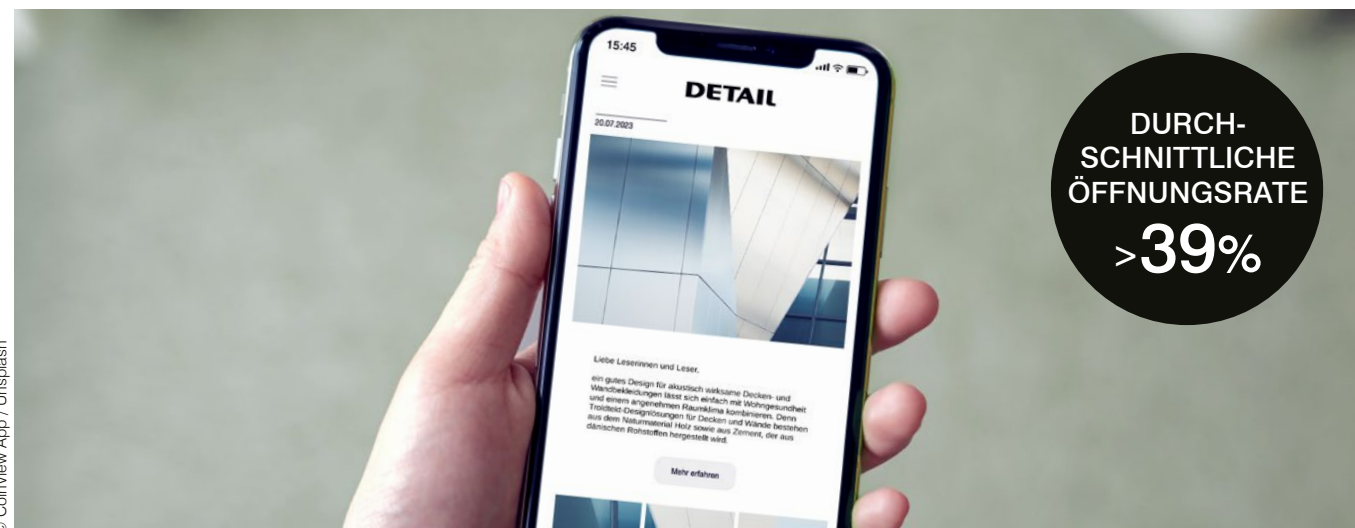 15:45
DETAIL
20.07.2023
Liebe Leserinnen und Leser,
ein gutes Design für akustisch wirksame Decken- und
Wandbekleidungen lässt sich einfach mit Wohngesundheit
und einem angenehmen Raumklima kombinieren. Denn
Troldtekt-Designlösungen für Decken und Wände bestehen
aus dem Naturmaterial Holz sowie aus Zement, der aus
dänischen Rohstoffen hergestellt wird.
Mehr erfahren
DURCH-
SCHNITTLICHE
ÖFFNUNGSRATE
>39%
© CoinView App / Unsplash